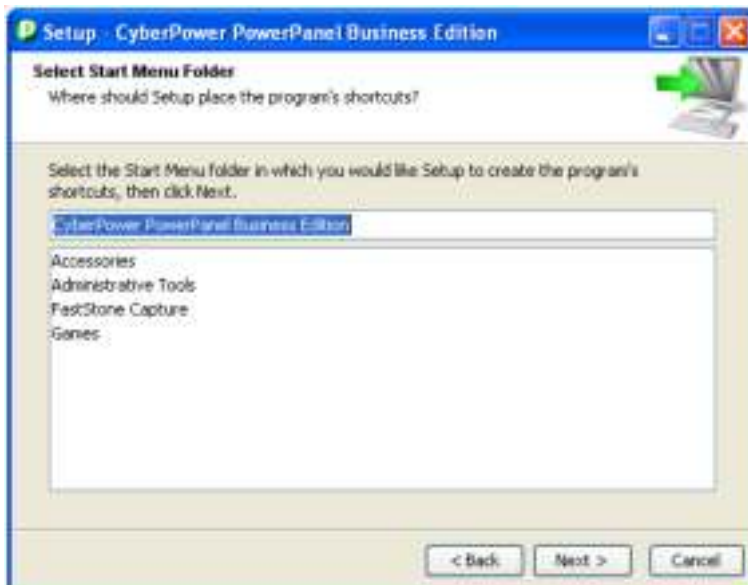 Setup - CyberPower PowerPanel Business Edition
Select Start Menu Folder
Where should Setup place the program's shortcuts?
Select the Start Menu folder in which you would like Setup to create the program's
shortcuts, then click Next.
CyberPower PowerPanel Business Edition
Accessories
Administrative Tools
FastStone Capture
Games
< Back Next > Cancel